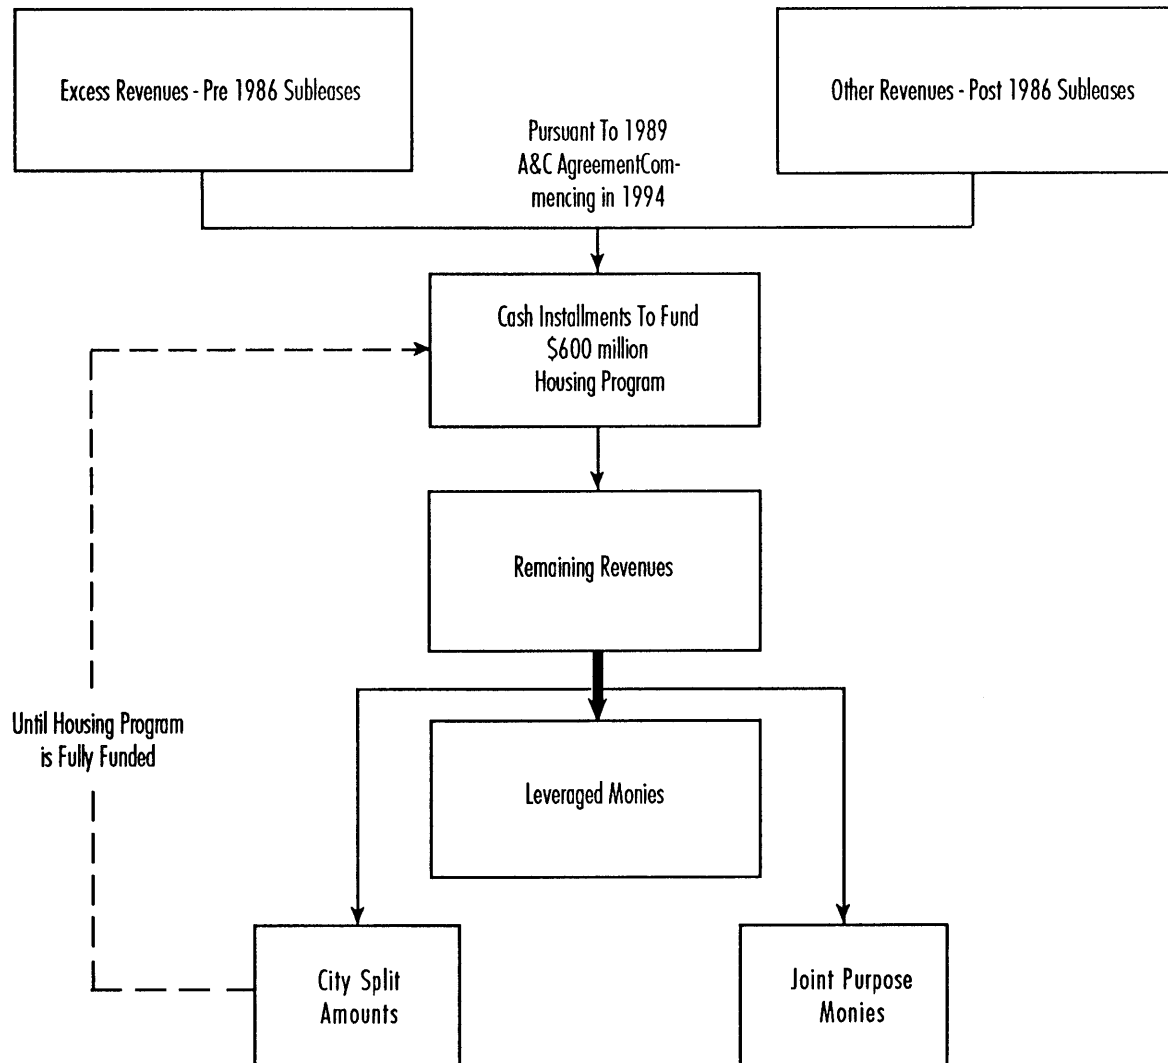 Excess Revenues - Pre 1986 Subleases
Other Revenues - Post 1986 Subleases
Pursuant To 1989
A&C AgreementCom-
mencing in 1994
Cash Installments To Fund
$600 million
Housing Program
Remaining Revenues
Until Housing Program
is Fully Funded
Leveraged Monies
City Split
Amounts
Joint Purpose
Monies